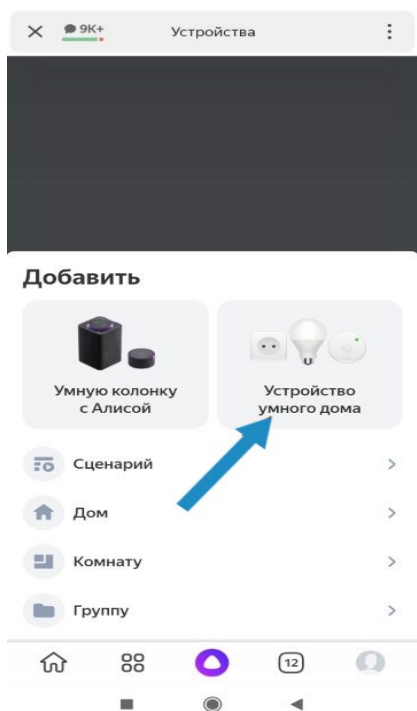 9K+
Устройства
Добавить
Умную колонку
с Алисой
Устройство
умного дома
Сценарий
Дом
Комнату
Группу
12